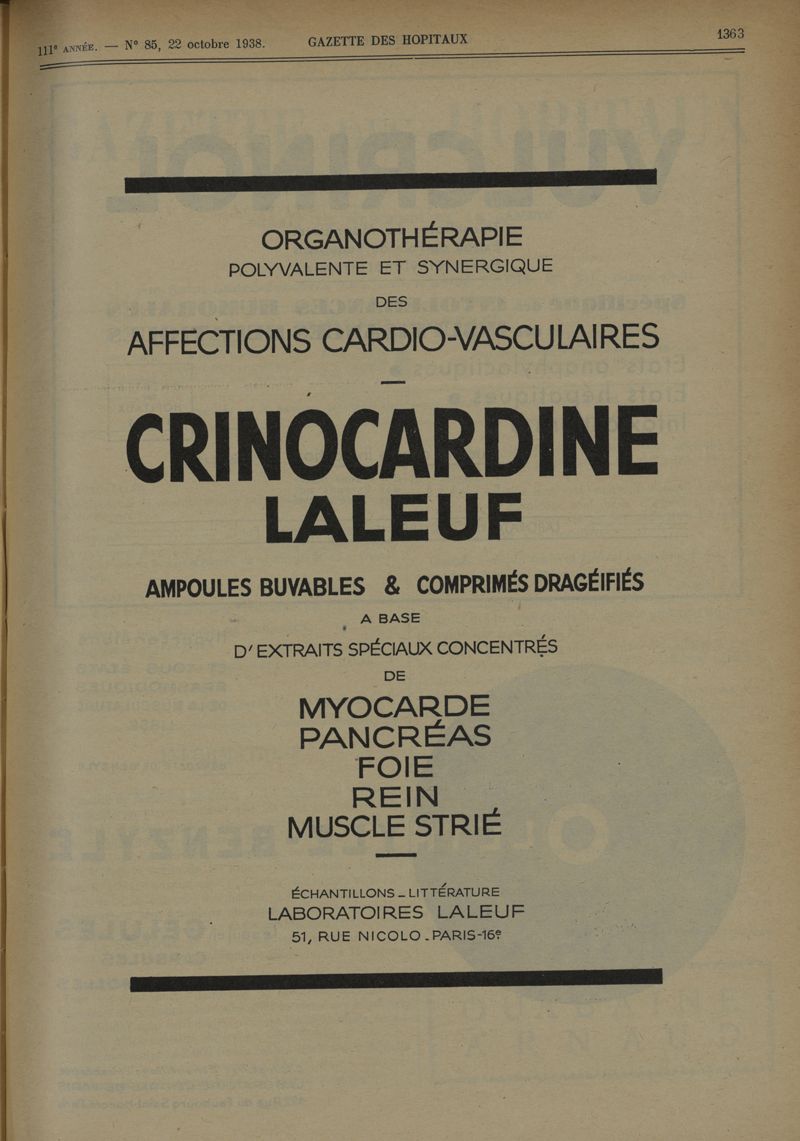 111e ANNÉE. — N° 85, 22 octobre 1938. GAZETTE DES HOPITAUX 1363
ORGANOTHÉRAPIE
POLYVALENTE ET SYNERGIQUE
DES
AFFECTIONS CARDIO-VASCULAIRES
CRINOCARDINE
LALEUF
AMPOULES BUVABLES & COMPRIMÉS DRAGÉIFIÉS
A BASE
D'EXTRAITS SPÉCIAUX CONCENTRÉS
DE
MYOCARDE
PANCRÉAS
FOIE
REIN
MUSCLE STRIÉ
ÉCHANTILLONS - LITTÉRATURE
LABORATOIRES LALEUF
51, RUE NICOLO - PARIS-16e